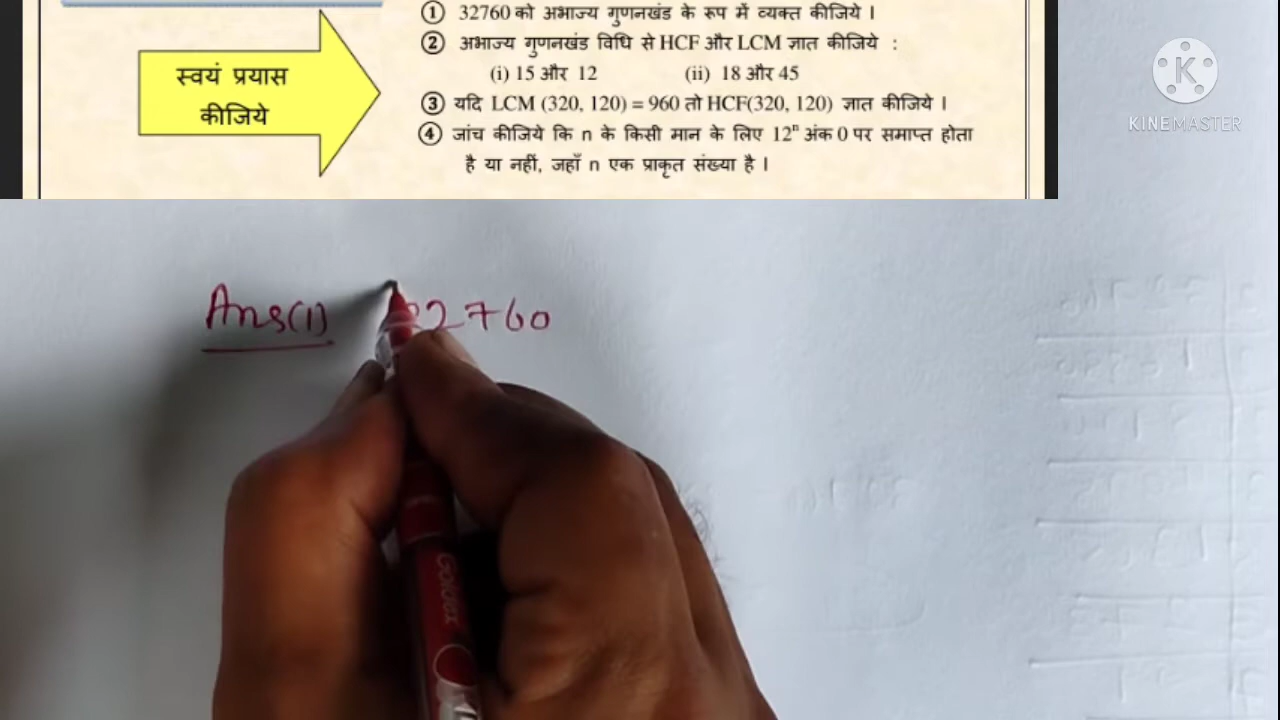 ① 32760 को अभाज्य गुणनखंड के रूप में व्यक्त कीजिये ।
② अभाज्य गुणनखंड विधि से HCF और LCM ज्ञात कीजिये :
(i) 15 और 12 (ii) 18 और 45
③ यदि LCM (320, 120) = 960 तो HCF(320, 120) ज्ञात कीजिये ।
④ जांच कीजिये कि n के किसी मान के लिए 12ⁿ अंक 0 पर समाप्त होता
है या नहीं, जहाँ n एक प्राकृत संख्या है ।
स्वयं प्रयास
कीजिये
K
KINEMASTER
Ans(1) 32760
Goldex